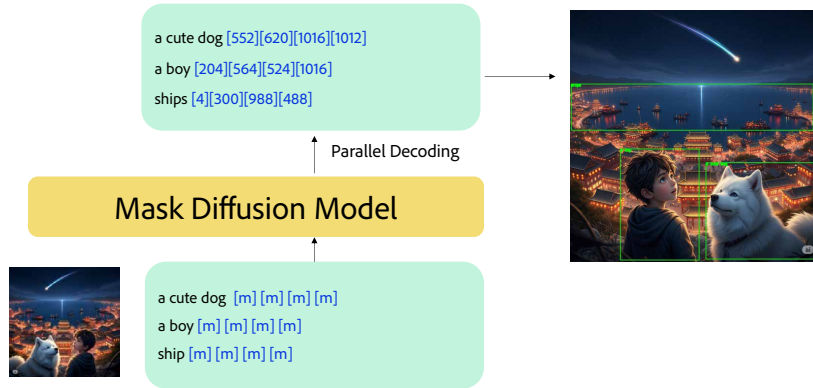 a cute dog [552][620][1016][1012]
a boy [204][564][524][1016]
ships [4][300][988][488]
Parallel Decoding
Mask Diffusion Model
a cute dog [m] [m] [m] [m]
a boy [m] [m] [m] [m]
ship [m] [m] [m] [m]